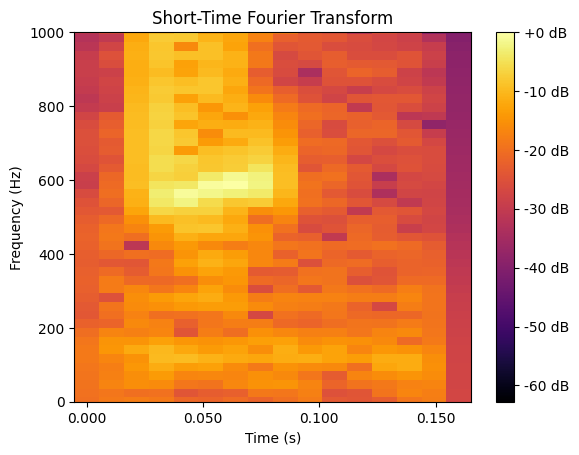 Short-Time Fourier Transform
1000
800
600
400
200
0
Frequency (Hz)
0.000
0.050
0.100
0.150
Time (s)
+0 dB
-10 dB
-20 dB
-30 dB
-40 dB
-50 dB
-60 dB